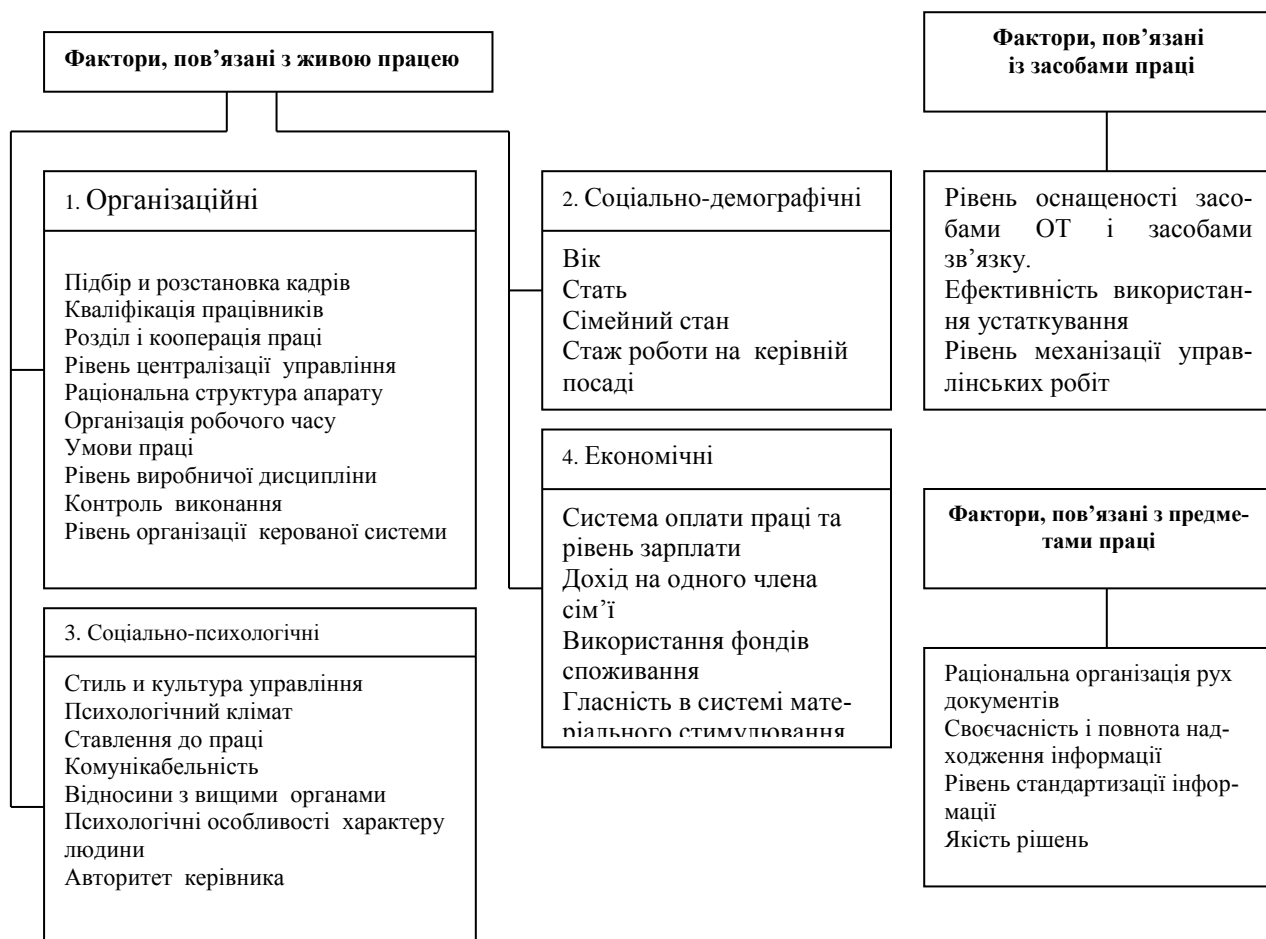 Фактори, пов’язані з живою працею
1. Організаційні
Підбір и розстановка кадрів
Кваліфікація працівників
Розділ і кооперація праці
Рівень централізації управління
Раціональна структура апарату
Організація робочого часу
Умови праці
Рівень виробничої дисципліни
Контроль виконання
Рівень організації керованої системи
2. Соціально-демографічні
Вік
Стать
Сімейний стан
Стаж роботи на керівній
посаді
3. Соціально-психологічні
Стиль и культура управління
Психологічний клімат
Ставлення до праці
Комунікабельність
Відносини з вищими органами
Психологічні особливості характеру
людини
Авторитет керівника
4. Економічні
Система оплати праці та
рівень зарплати
Дохід на одного члена
сім’ї
Використання фондів
споживання
Гласність в системі мате-
ріального стимулювання
Фактори, пов’язані
із засобами праці
Рівень оснащеності засо-
бами ОТ і засобами
зв’язку.
Ефективність використан-
ня устаткування
Рівень механізації управ-
лінських робіт
Фактори, пов’язані з предме-
тами праці
Раціональна організація рух
документів
Своєчасність і повнота над-
ходження інформації
Рівень стандартизації інфор-
мації
Якість рішень